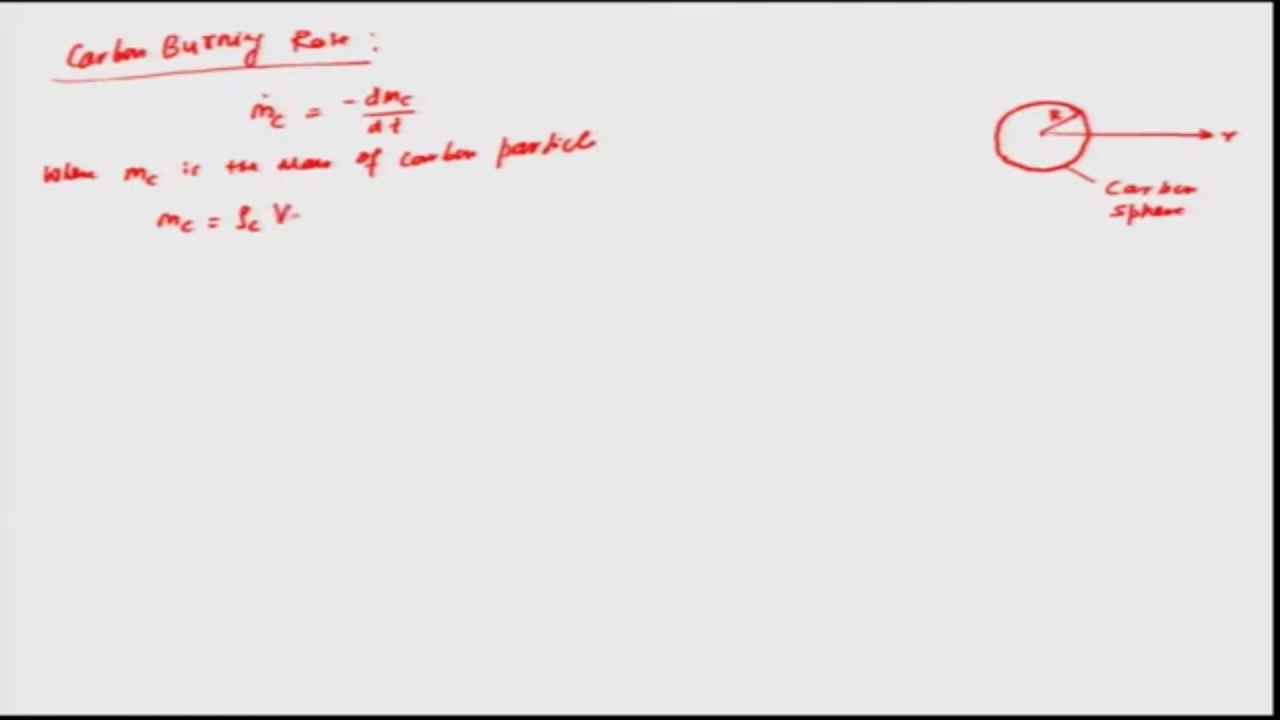 Carbon Burning Rate :
ṁc = -dmc/dt
R
r
Where mc is the mass of carbon particle
Carbon
sphere
mc = ρc V-